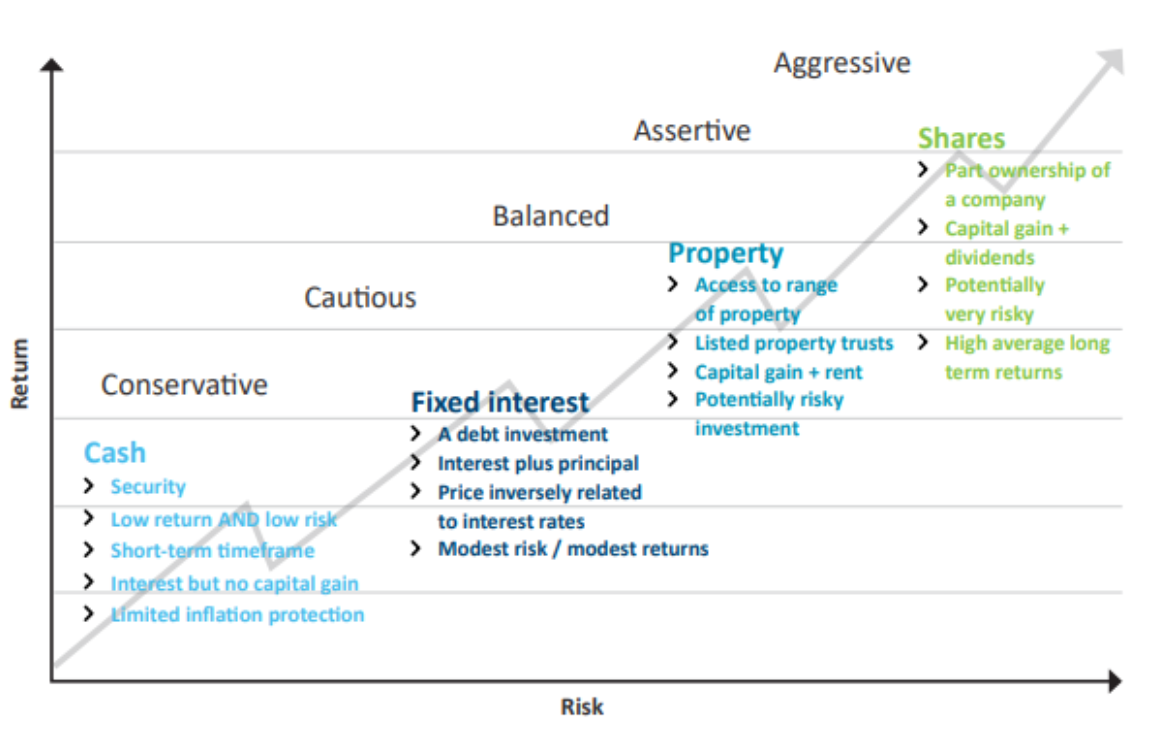 Aggressive
Assertive
Balanced
Cautious
Conservative
Return
Risk
Cash
Security
Low return AND low risk
Short-term timeframe
Interest but no capital gain
Limited inflation protection
Fixed interest
A debt investment
Interest plus principal
Price inversely related
to interest rates
Modest risk / modest returns
Property
Access to range
of property
Listed property trusts
Capital gain + rent
Potentially risky
investment
Shares
Part ownership of
a company
Capital gain +
dividends
Potentially
very risky
High average long
term returns